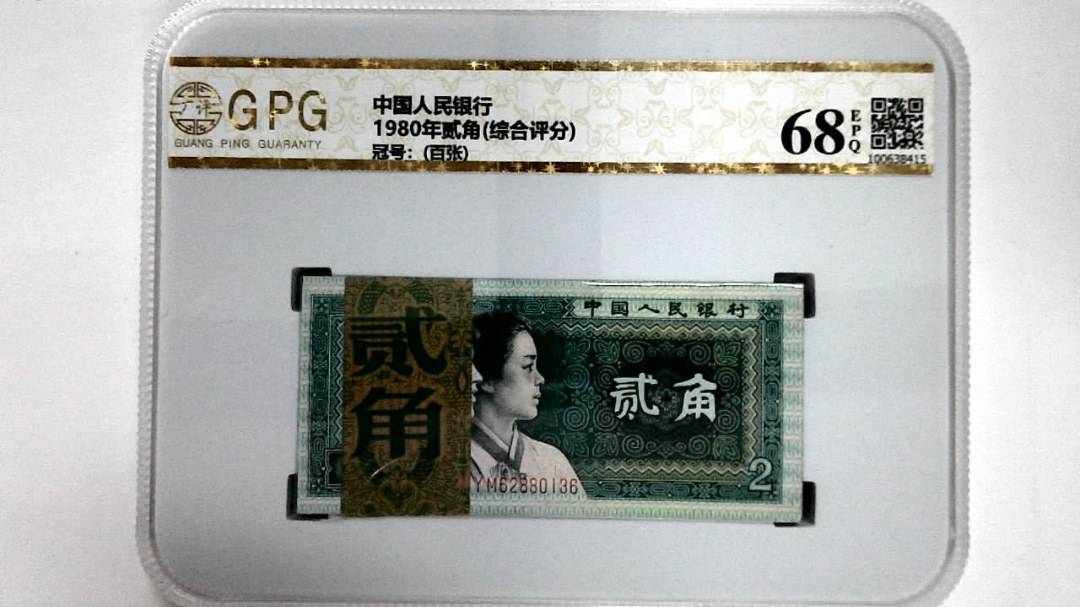 GPG
GUANG PING GUARANTY
中国人民银行
1980年贰角(综合评分)
冠号：(百张)
68
EPQ
100638415
贰角
中国人民银行
贰角
2
YM62880136